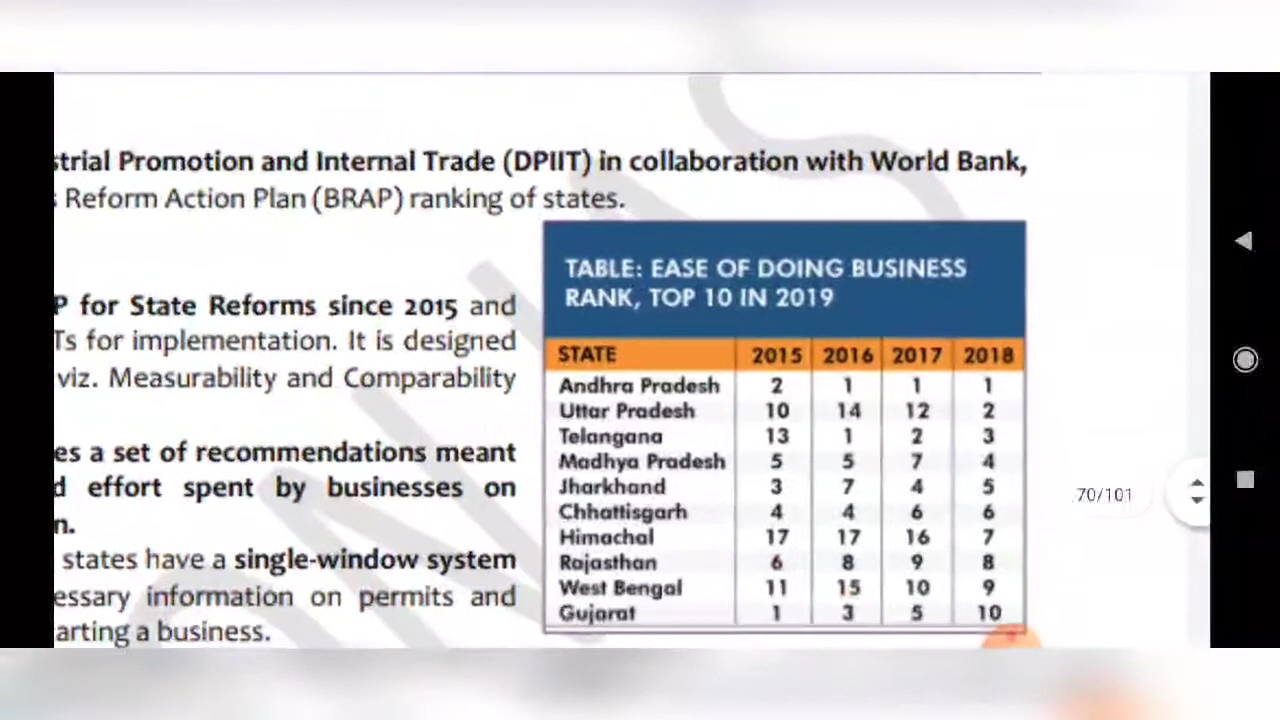 strial Promotion and Internal Trade (DPIIT) in collaboration with World Bank,
s Reform Action Plan (BRAP) ranking of states.
P for State Reforms since 2015 and
Ts for implementation. It is designed
viz. Measurability and Comparability
es a set of recommendations meant
d effort spent by businesses on
n.
states have a single-window system
essary information on permits and
arting a business.
TABLE: EASE OF DOING BUSINESS
RANK, TOP 10 IN 2019
STATE 2015 2016 2017 2018
Andhra Pradesh 2 1 1 1
Uttar Pradesh 10 14 12 2
Telangana 13 1 2 3
Madhya Pradesh 5 5 7 4
Jharkhand 3 7 4 5
Chhattisgarh 4 4 6 6
Himachal 17 17 16 7
Rajasthan 6 8 9 8
West Bengal 11 15 10 9
Gujarat 1 3 5 10
70/101